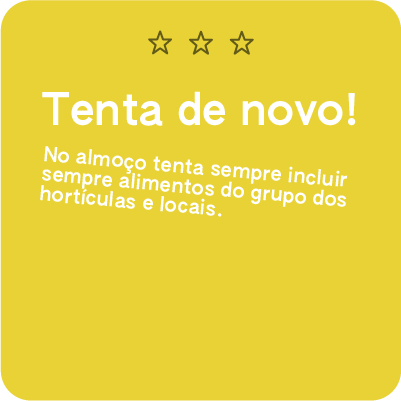 Tenta de novo!
No almoço tenta sempre incluir
sempre alimentos do grupo dos
hortículas e locais.